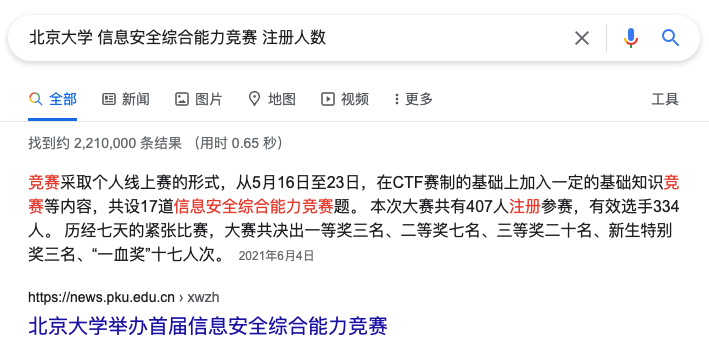 北京大学 信息安全综合能力竞赛 注册人数
全部 新闻 图片 地图 视频 更多 工具
找到约 2,210,000 条结果 （用时 0.65 秒）
竞赛采取个人线上赛的形式，从5月16日至23日，在CTF赛制的基础上加入一定的基础知识竞
赛等内容，共设17道信息安全综合能力竞赛题。 本次大赛共有407人注册参赛，有效选手334
人。 历经七天的紧张比赛，大赛共决出一等奖三名、二等奖七名、三等奖二十名、新生特别
奖三名、“一血奖”十七人次。 2021年6月4日
https://news.pku.edu.cn › xwzh
北京大学举办首届信息安全综合能力竞赛